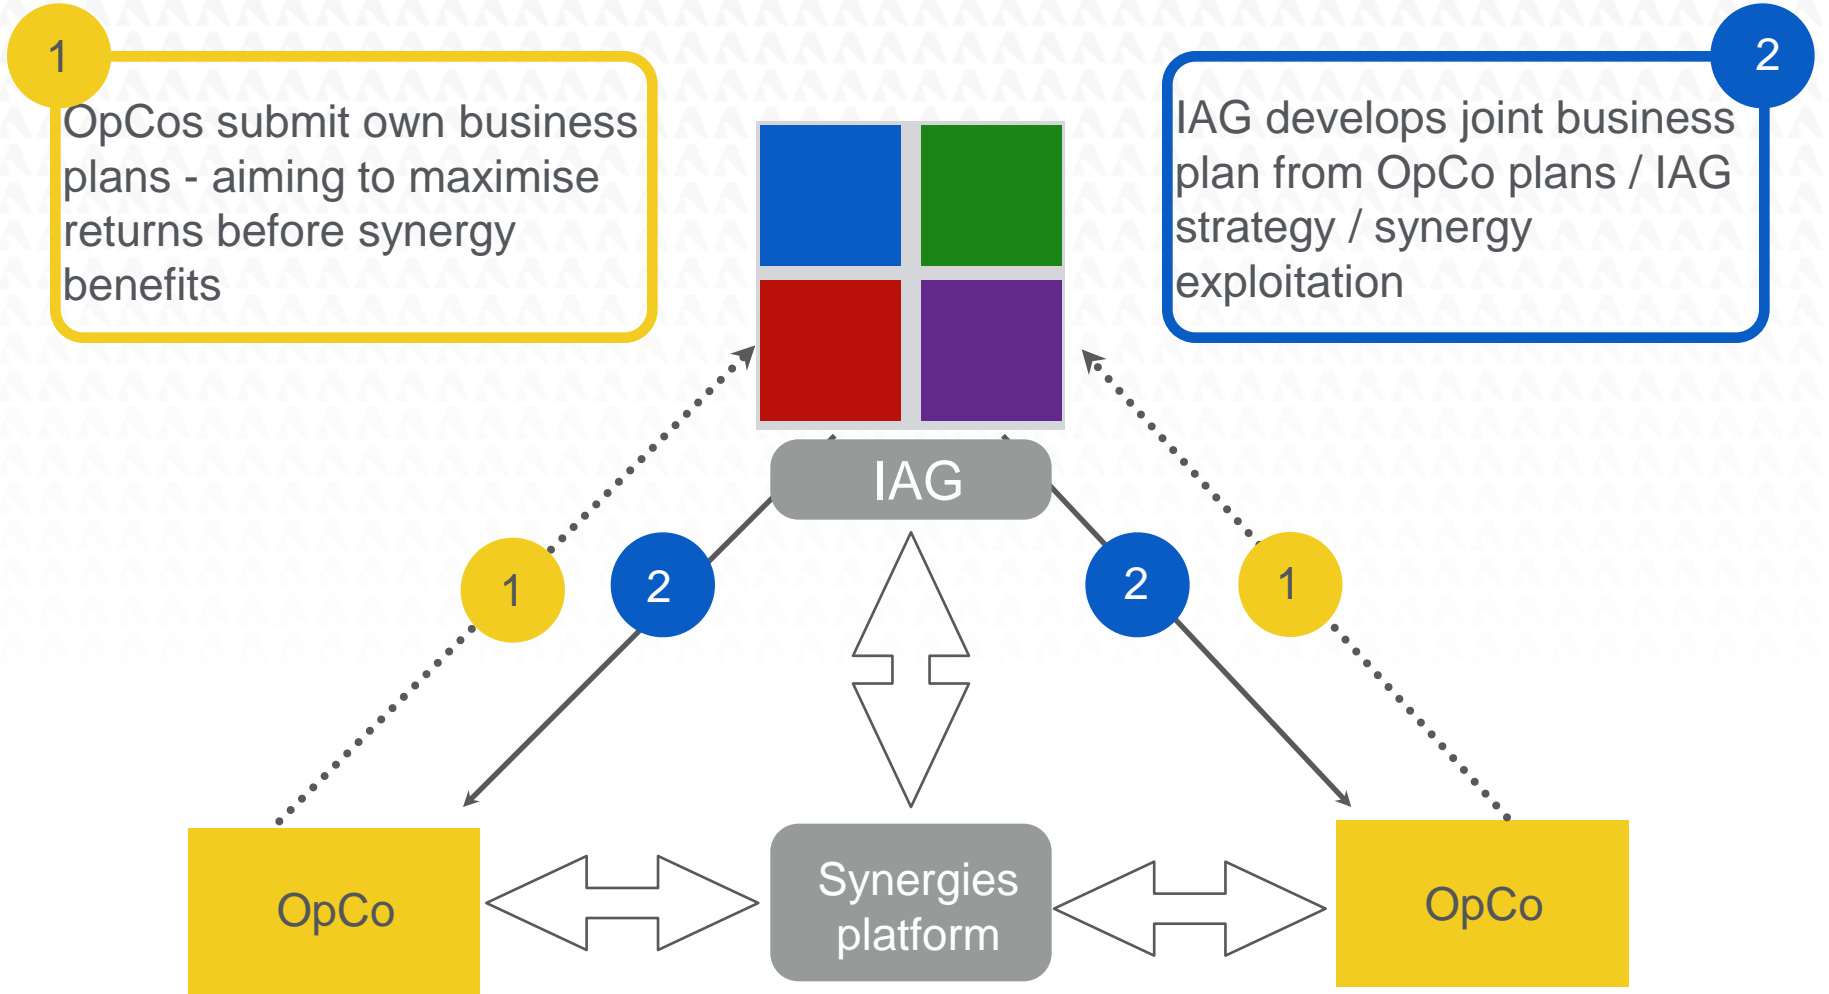 1
OpCos submit own business
plans - aiming to maximise
returns before synergy
benefits
2
IAG develops joint business
plan from OpCo plans / IAG
strategy / synergy
exploitation
IAG
1
2
2
1
OpCo
Synergies
platform
OpCo